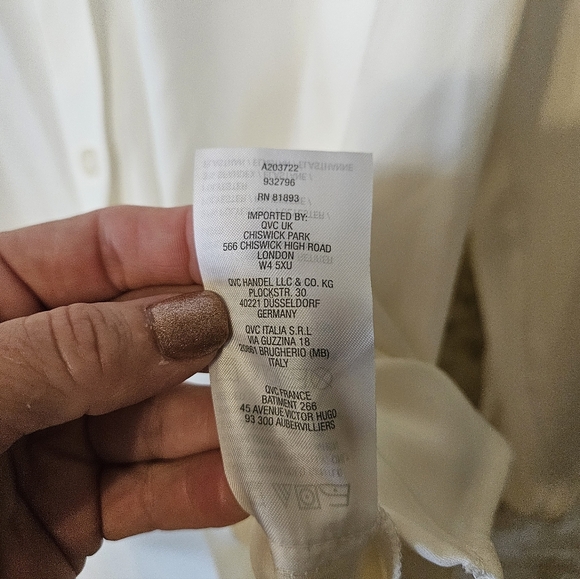 A203722
932796
RN 81893
IMPORTED BY:
QVC UK
CHISWICK PARK
566 CHISWICK HIGH ROAD
LONDON
W4 5XU
QVC HANDEL LLC & CO. KG
PLOCKSTR. 30
40221 DUSSELDORF
GERMANY
QVC ITALIA S.R.L
VIA GUZZINA 18
20861 BRUGHERIO (MB)
ITALY
QVC FRANCE
BATIMENT 266
45 AVENUE VICTOR HUGO
93 300 AUBERVILLIERS